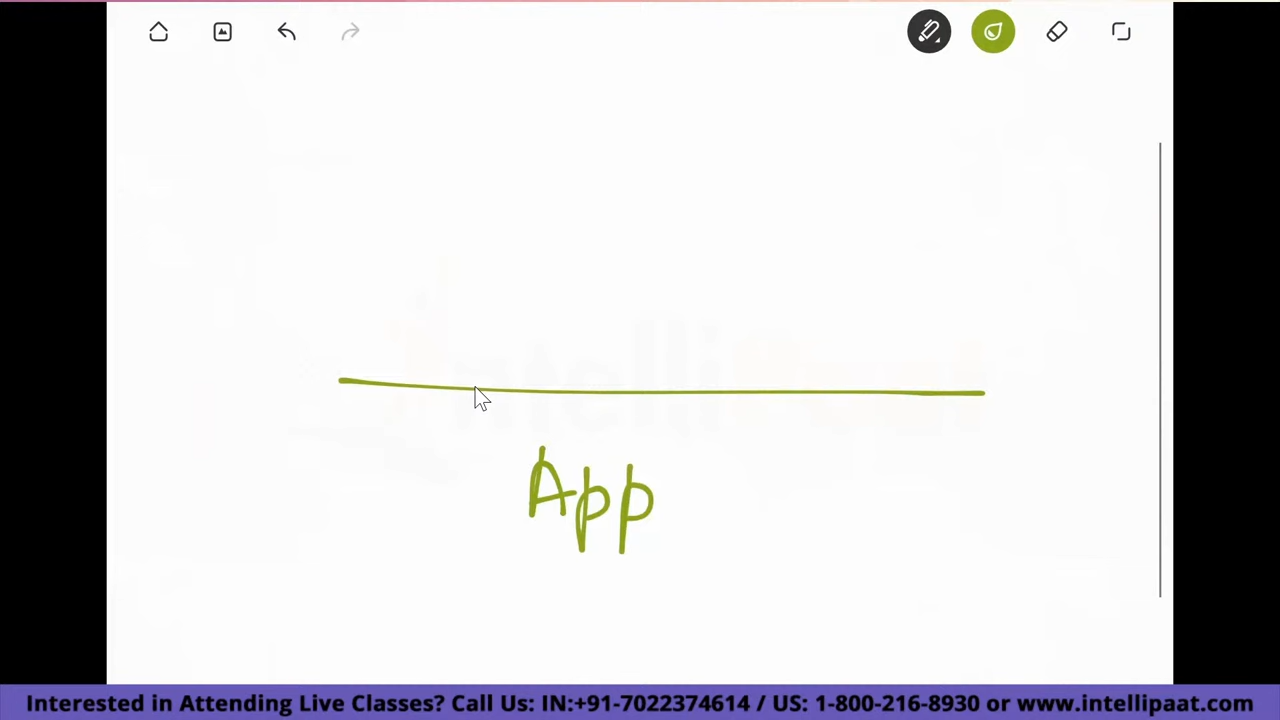 Intellipaat
App
Interested in Attending Live Classes? Call Us: IN:+91-7022374614 / US: 1-800-216-8930 or www.intellipaat.com